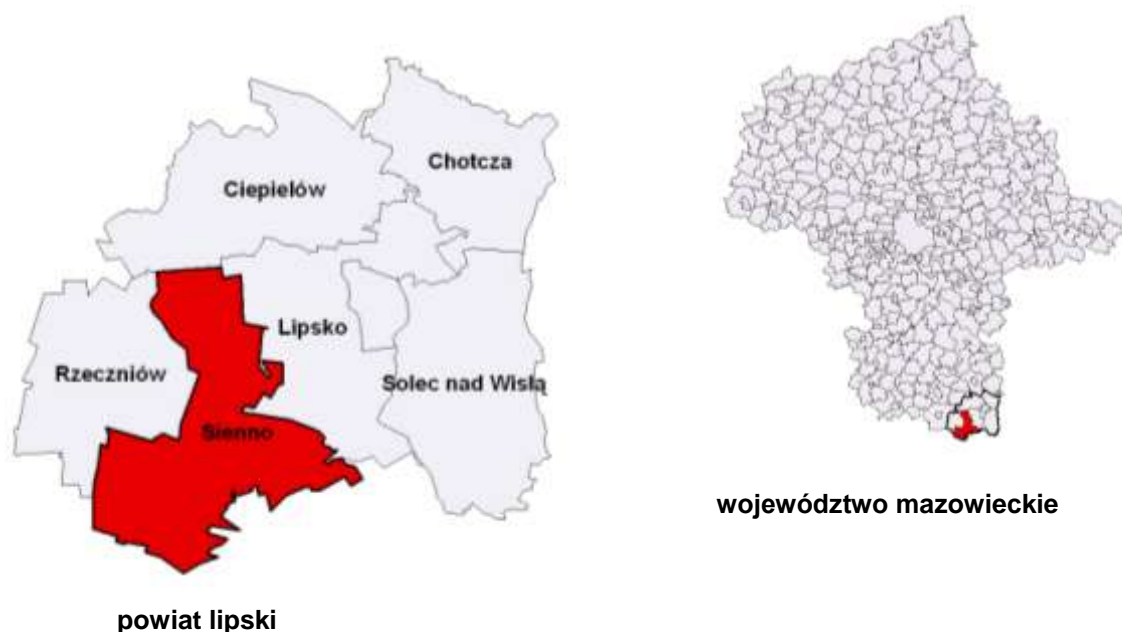 Chotcza
Ciepielów
Lipsko
Rzeczniów
Solec nad Wisłą
Sienno
województwo mazowieckie
powiat lipski